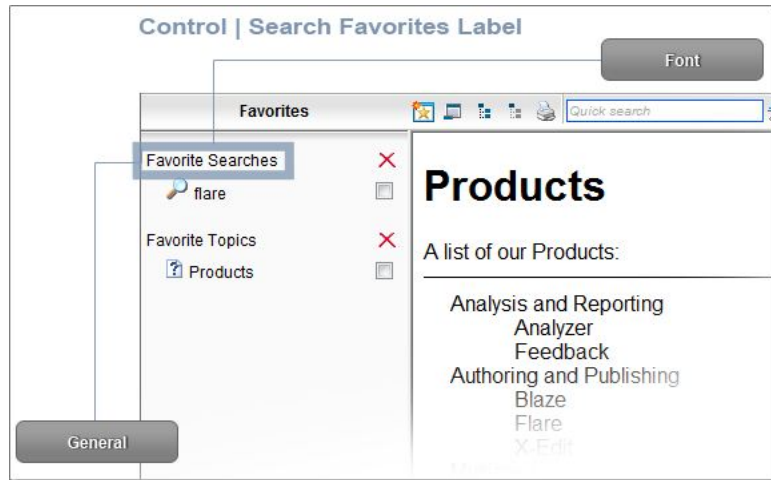 Control | Search Favorites Label
Font
Favorites
Quick search
Favorite Searches
flare
Favorite Topics
Products
Products
A list of our Products:
Analysis and Reporting
Analyzer
Feedback
Authoring and Publishing
Blaze
Flare
X-Edit
General